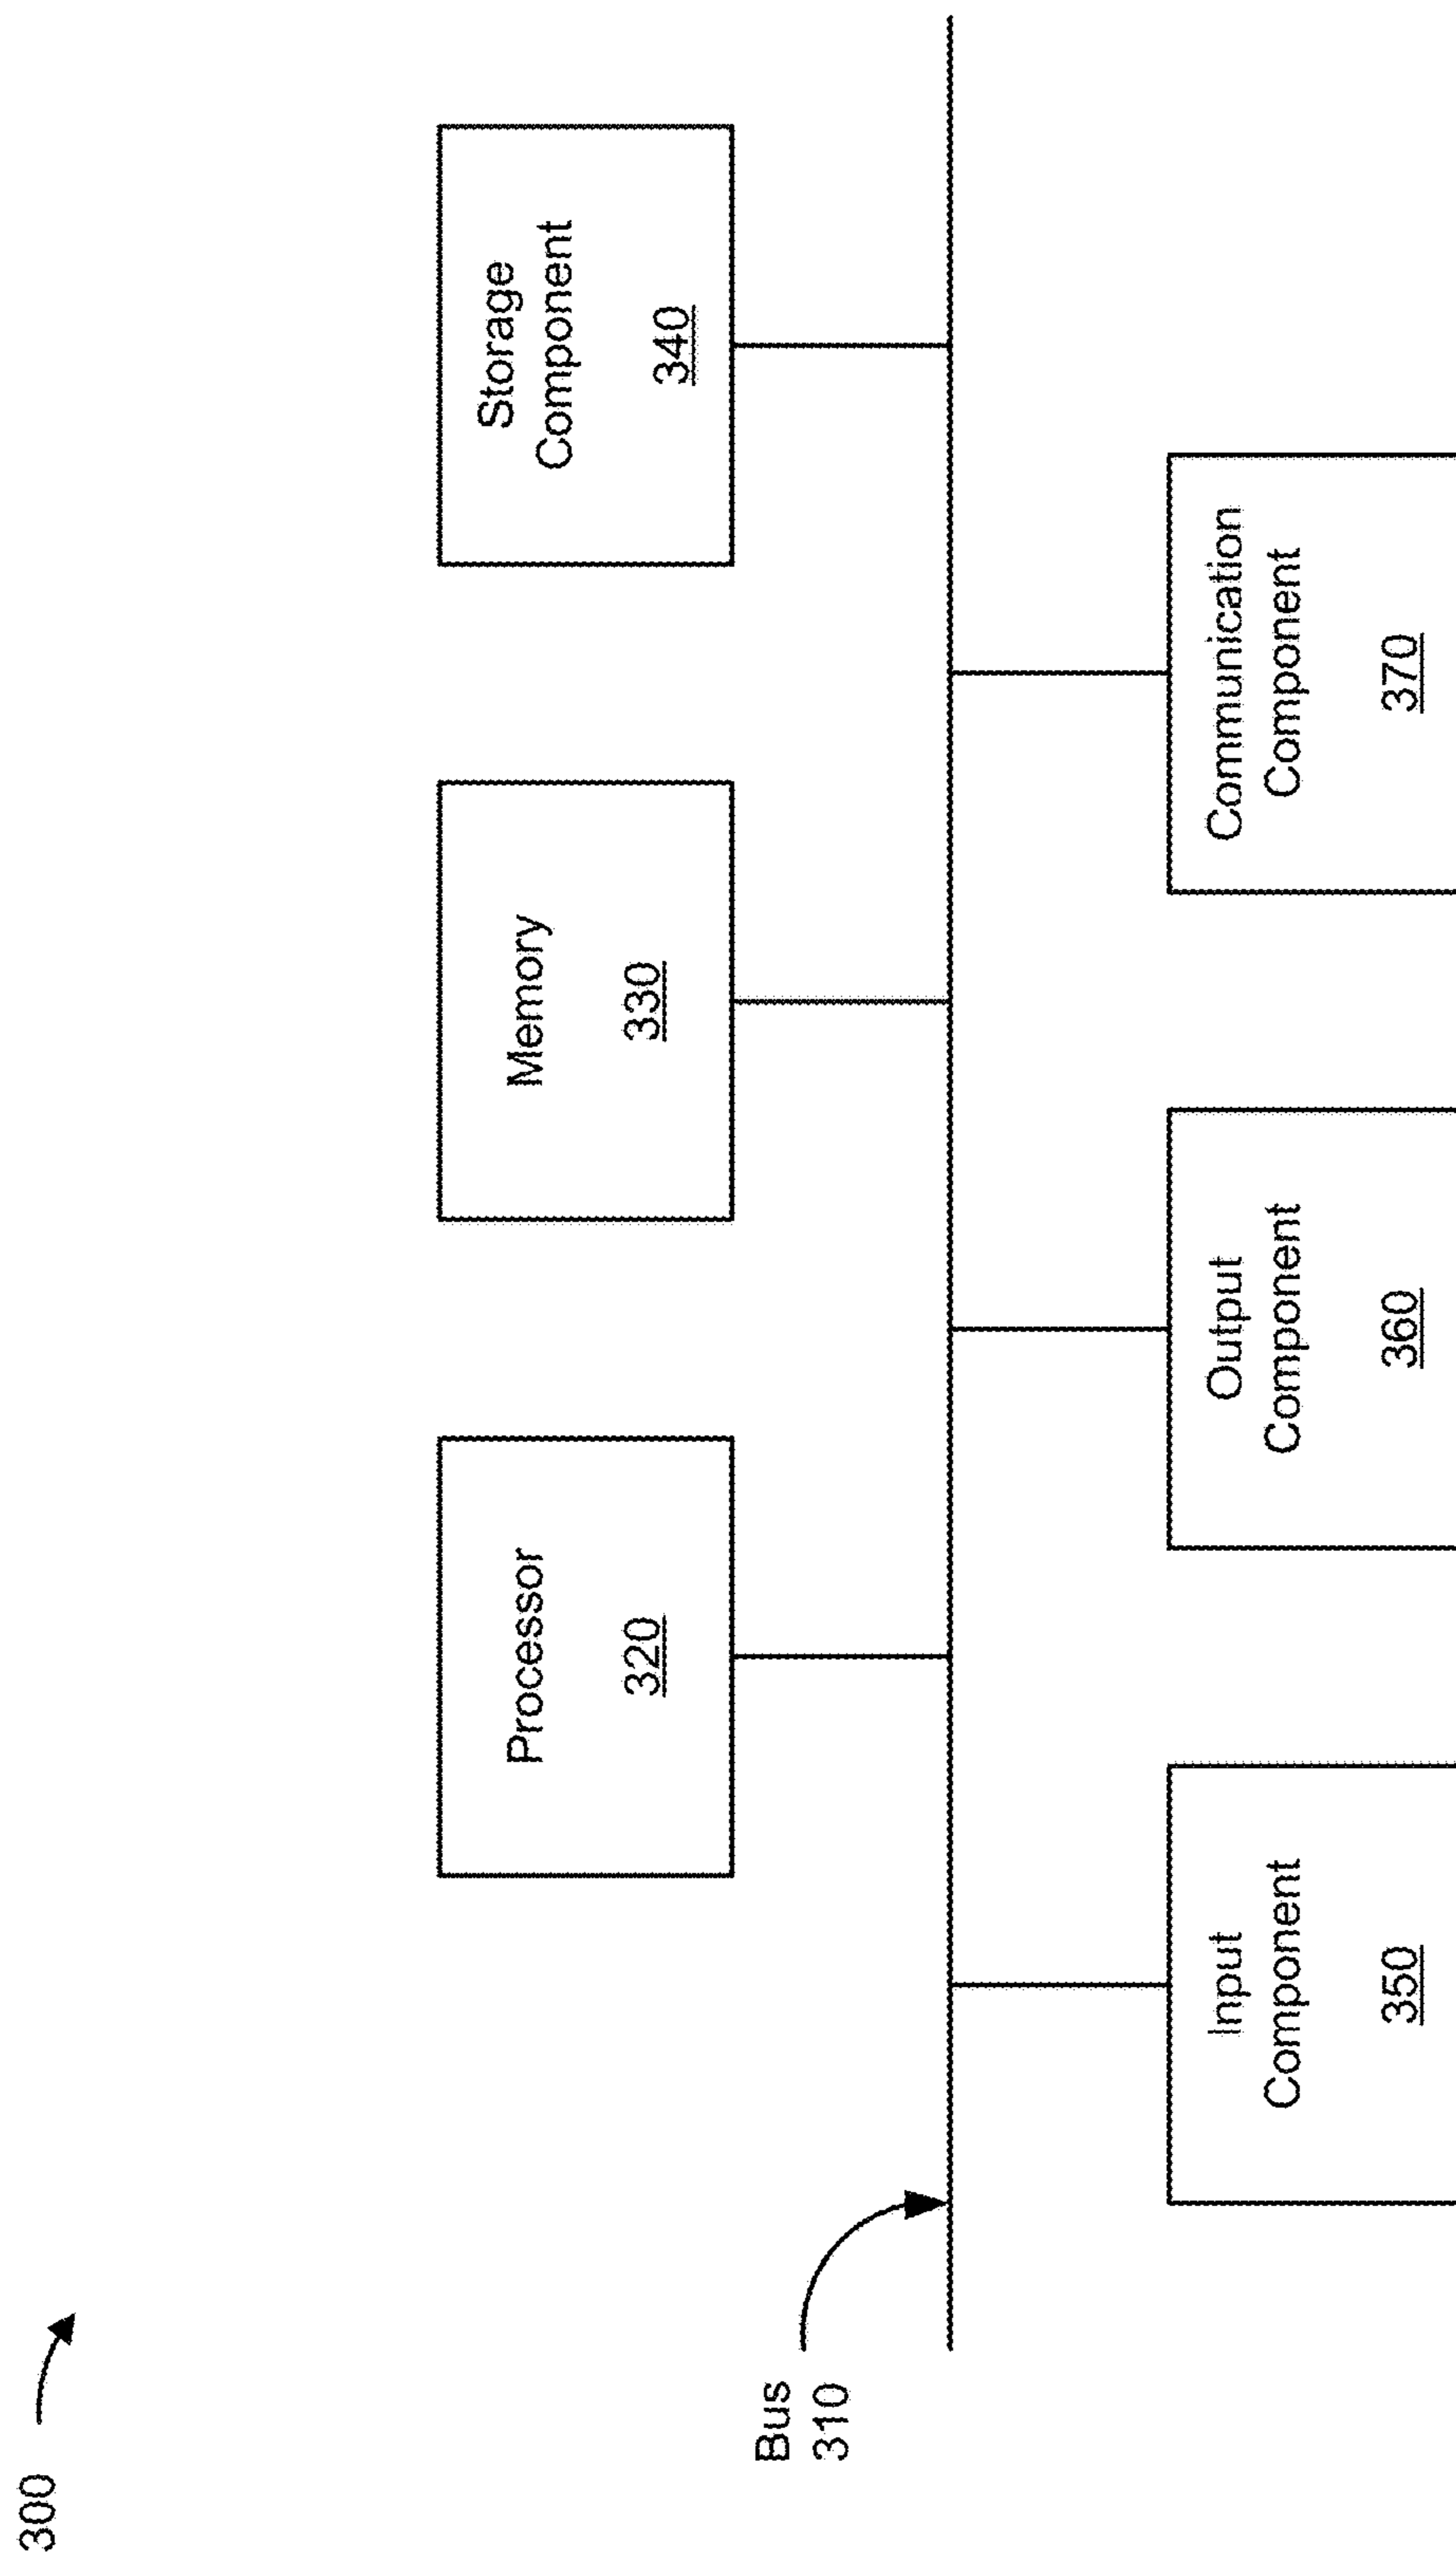 300
Processor
320
Memory
330
Storage
Component
340
Bus
310
Input
Component
350
Output
Component
360
Communication
Component
370